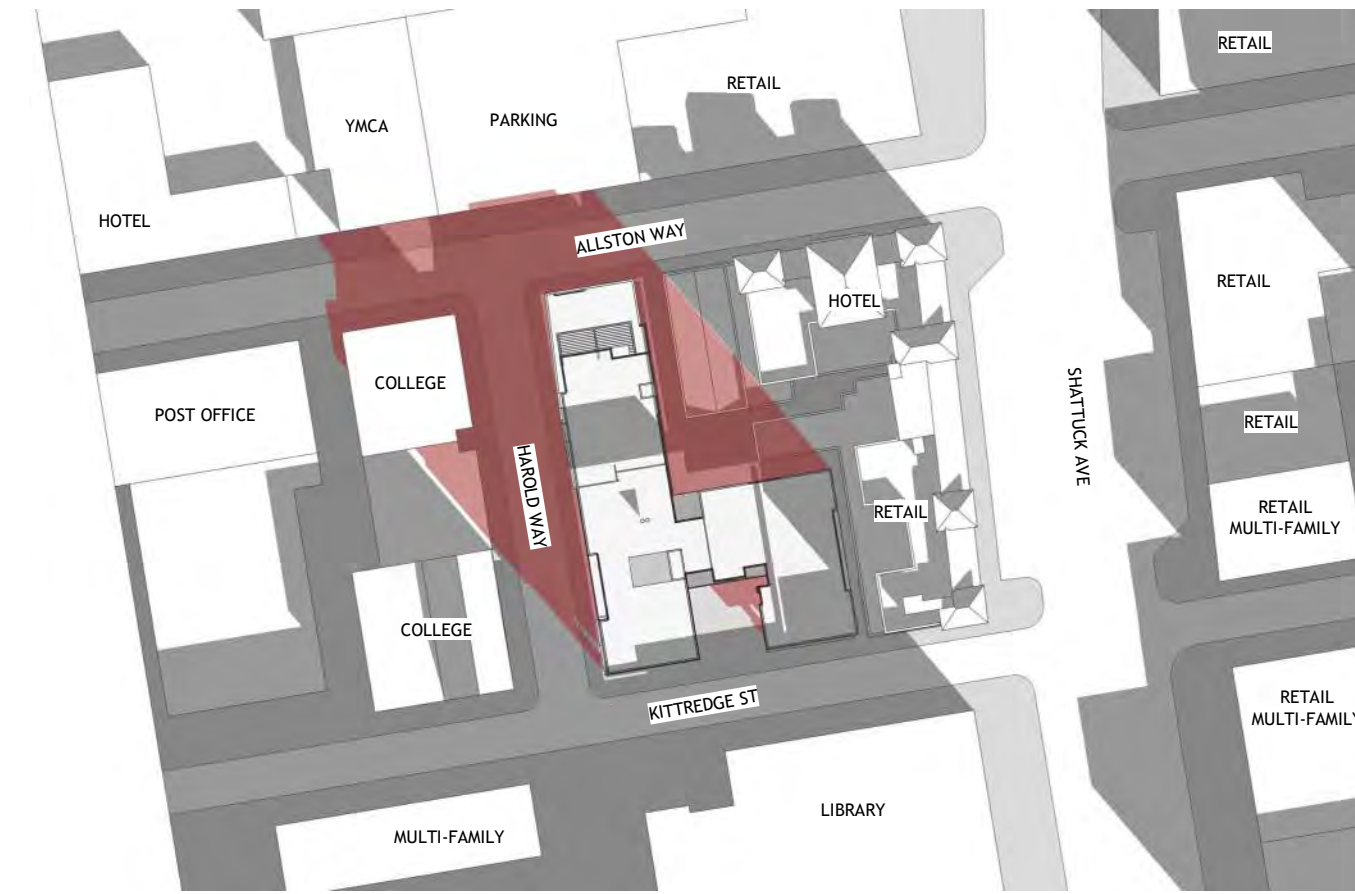 RETAIL
RETAIL
YMCA
PARKING
HOTEL
ALLSTON WAY
HOTEL
RETAIL
COLLEGE
POST OFFICE
SHATTUCK AVE
RETAIL
HAROLD WAY
RETAIL
RETAIL
MULTI-FAMILY
COLLEGE
KITTREDGE ST
RETAIL
MULTI-FAMILY
LIBRARY
MULTI-FAMILY